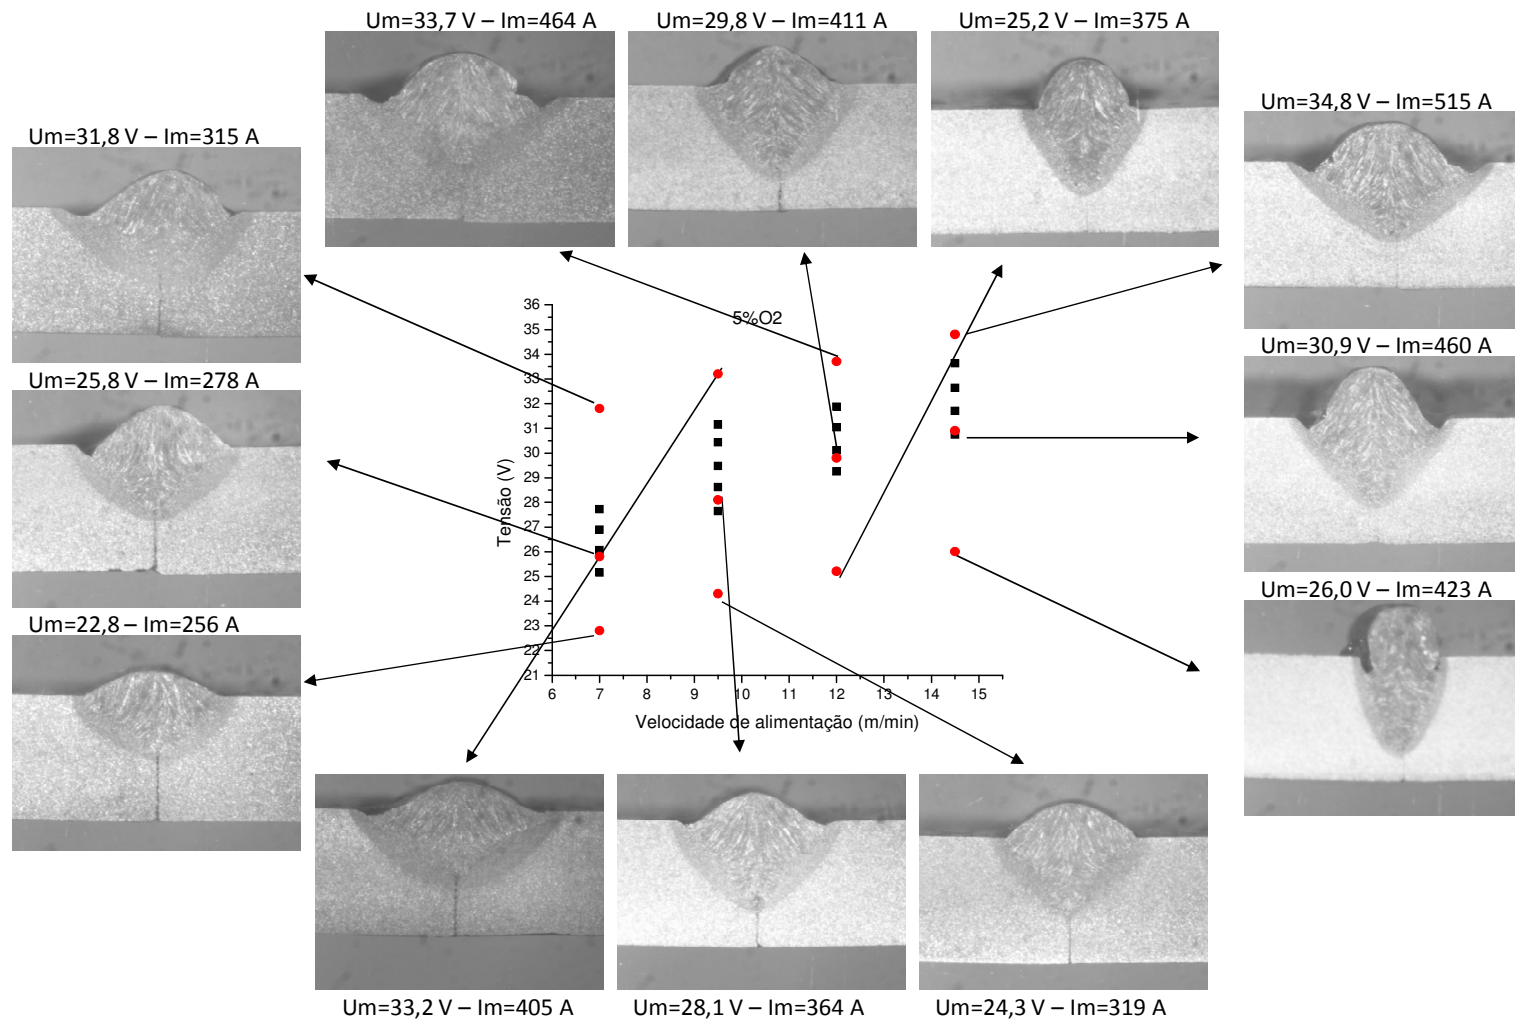 Um=33,7 V – Im=464 A
Um=29,8 V – Im=411 A
Um=25,2 V – Im=375 A
Um=34,8 V – Im=515 A
Um=31,8 V – Im=315 A
Um=30,9 V – Im=460 A
Um=25,8 V – Im=278 A
Um=26,0 V – Im=423 A
Um=22,8 – Im=256 A
5%O2
36
35
34
33
32
31
30
29
28
27
26
25
24
23
22
21
Tensão (V)
6 7 8 9 10 11 12 13 14 15
Velocidade de alimentação (m/min)
Um=33,2 V – Im=405 A
Um=28,1 V – Im=364 A
Um=24,3 V – Im=319 A